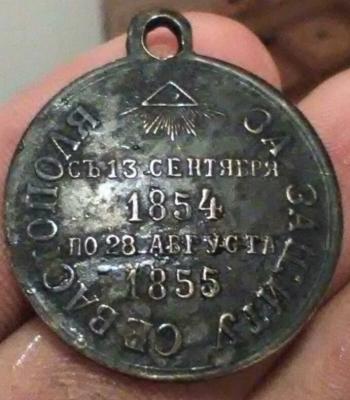 ЗА ЗАЩИТУ СЕВАСТОПОЛЯ
СЪ 13 СЕНТЯБРЯ
1854
ПО 28 АВГУСТА
1855